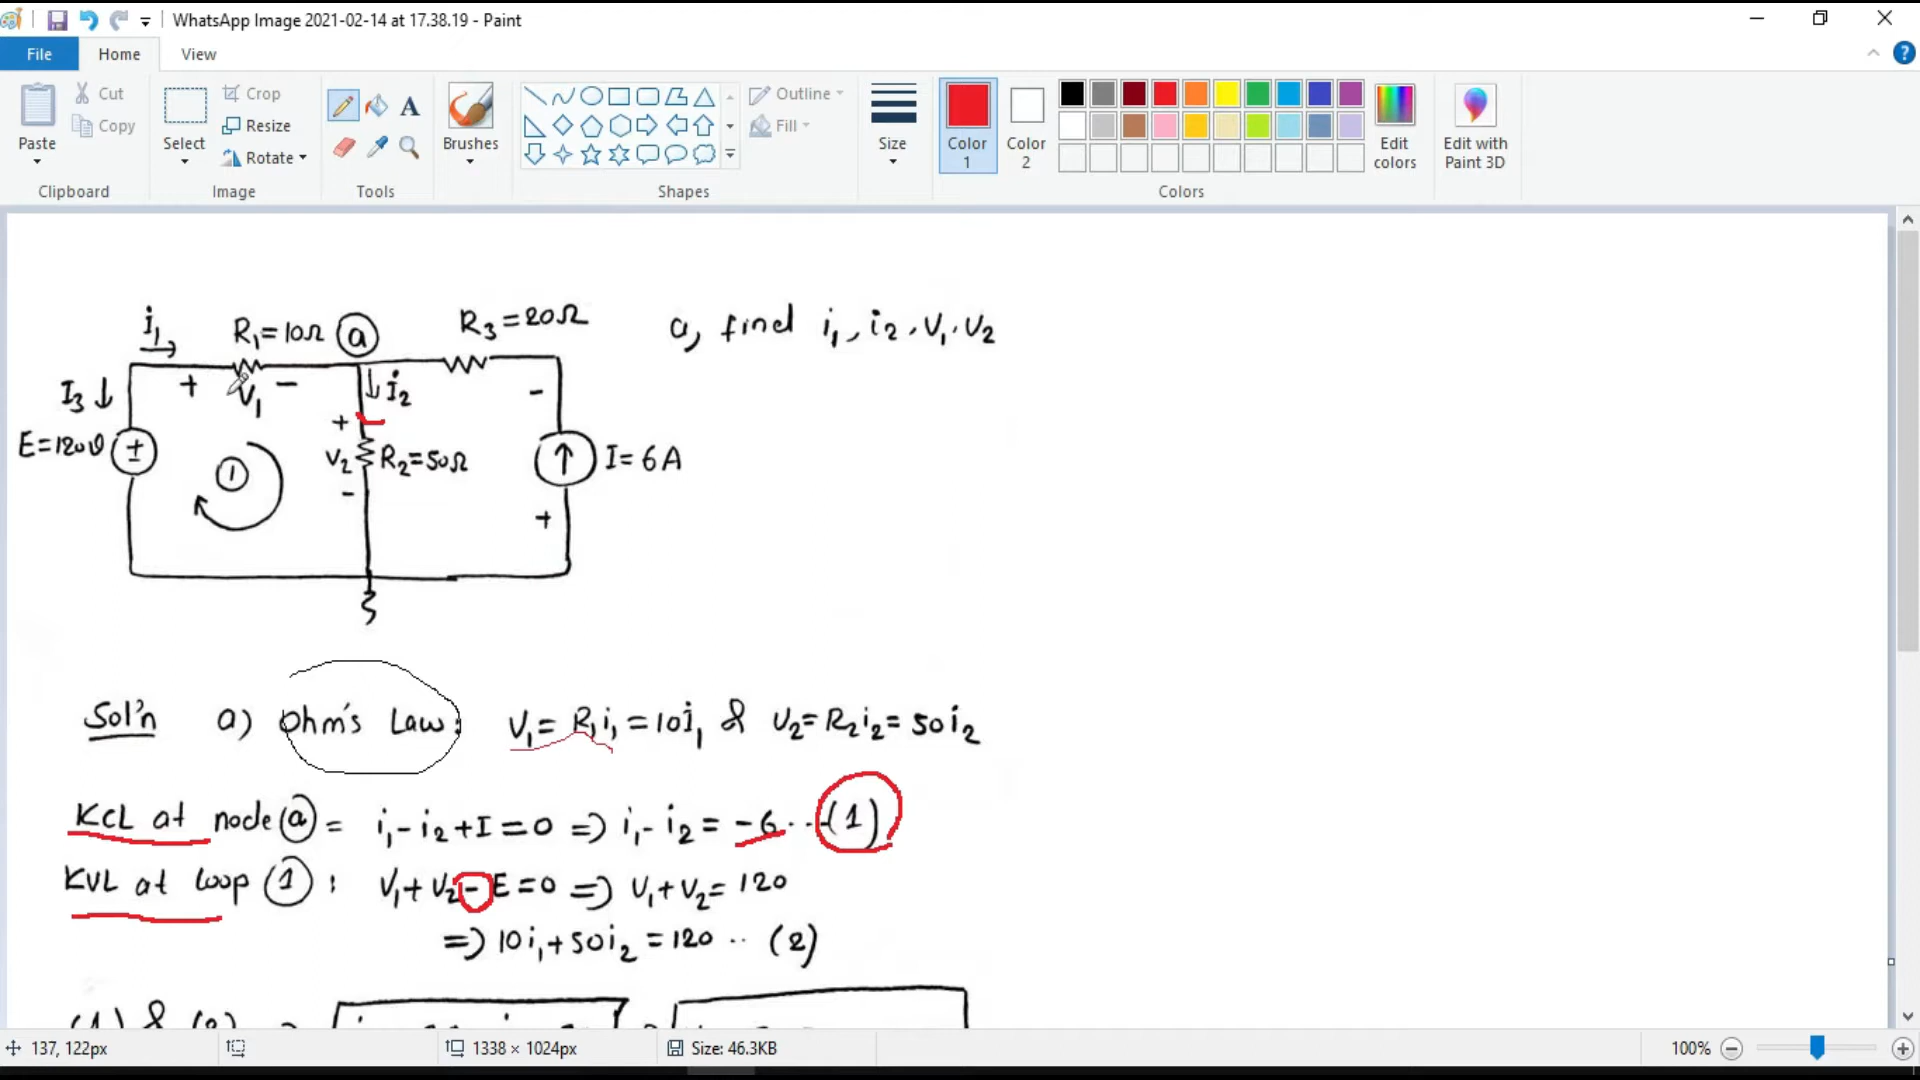 WhatsApp Image 2021-02-14 at 17.38.19 - Paint
File Home View
Paste
Cut
Copy
Clipboard
Select
Crop
Resize
Rotate
Image
A
Tools
Brushes
Shapes
Outline
Fill
Size
Color 1
Color 2
Edit colors
Edit with Paint 3D
Colors
i₁ R₁=10Ω a R₃=20Ω
a, find i₁, i₂, V₁, V₂
I₃ ↓ + V₁ - ↓ i₂ -
E=120V ± 1 + V₂ - R₂=50Ω ↑ I=6A
+
Sol'n a) Ohm's Law: V₁= R₁i₁=10i₁ & V₂=R₂i₂= 50i₂
KCL at node (a) = i₁-i₂+I=0 => i₁-i₂= -6 ...(1)
KVL at loop (1): V₁+V₂-E=0 => V₁+V₂= 120
=> 10i₁+50i₂=120 .. (2)
(1) & (2) =>
137, 122px
1338 × 1024px
Size: 46.3KB
100%